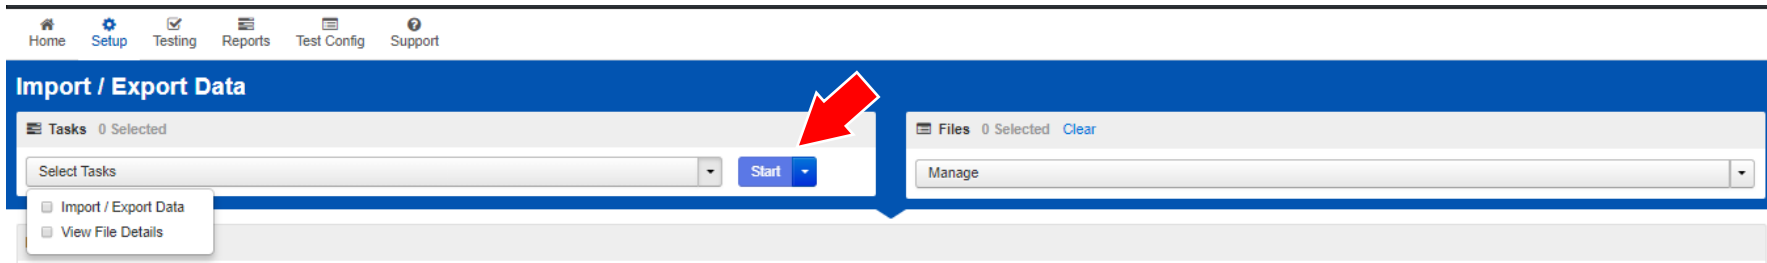 Home Setup Testing Reports Test Config Support
Import / Export Data
Tasks 0 Selected
Select Tasks
Start
Import / Export Data
View File Details
Files 0 Selected Clear
Manage